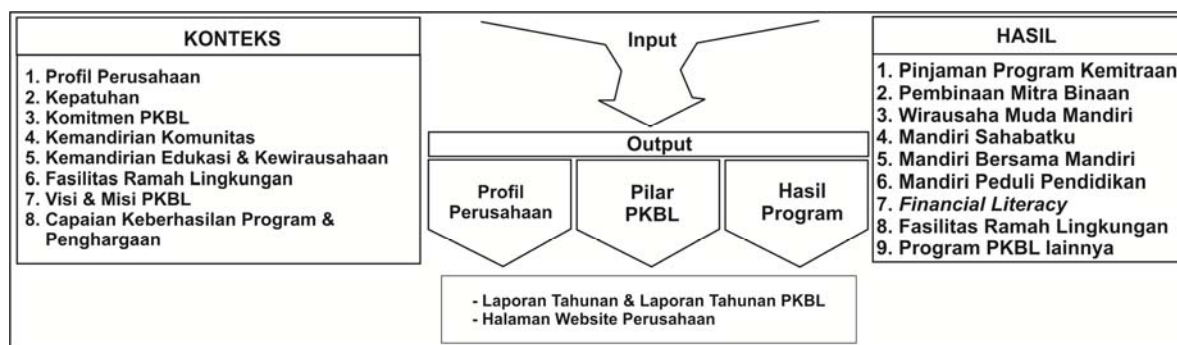 KONTEKS
1. Profil Perusahaan
2. Kepatuhan
3. Komitmen PKBL
4. Kemandirian Komunitas
5. Kemandirian Edukasi & Kewirausahaan
6. Fasilitas Ramah Lingkungan
7. Visi & Misi PKBL
8. Capaian Keberhasilan Program &
Penghargaan
Input
Output
Profil
Perusahaan
Pilar
PKBL
Hasil
Program
- Laporan Tahunan & Laporan Tahunan PKBL
- Halaman Website Perusahaan
HASIL
1. Pinjaman Program Kemitraan
2. Pembinaan Mitra Binaan
3. Wirausaha Muda Mandiri
4. Mandiri Sahabatku
5. Mandiri Bersama Mandiri
6. Mandiri Peduli Pendidikan
7. Financial Literacy
8. Fasilitas Ramah Lingkungan
9. Program PKBL lainnya